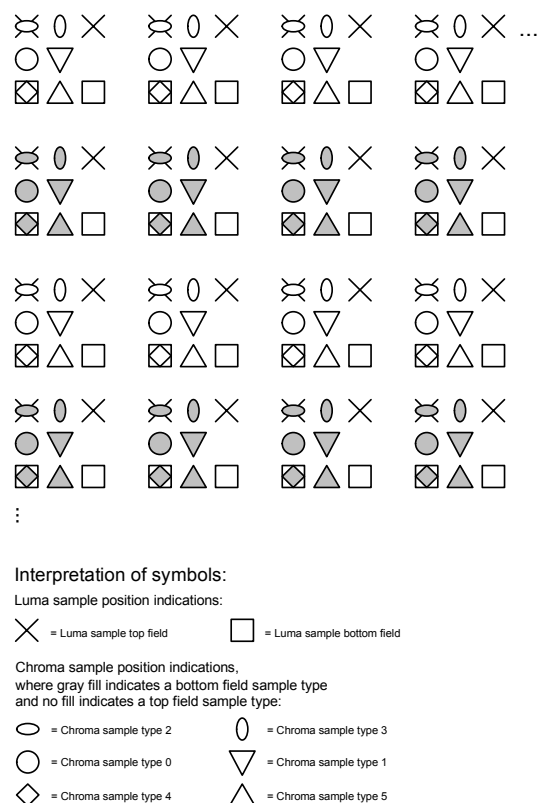 ...
Interpretation of symbols:
Luma sample position indications:
= Luma sample top field
= Luma sample bottom field
Chroma sample position indications,
where gray fill indicates a bottom field sample type
and no fill indicates a top field sample type:
= Chroma sample type 2
= Chroma sample type 3
= Chroma sample type 0
= Chroma sample type 1
= Chroma sample type 4
= Chroma sample type 5